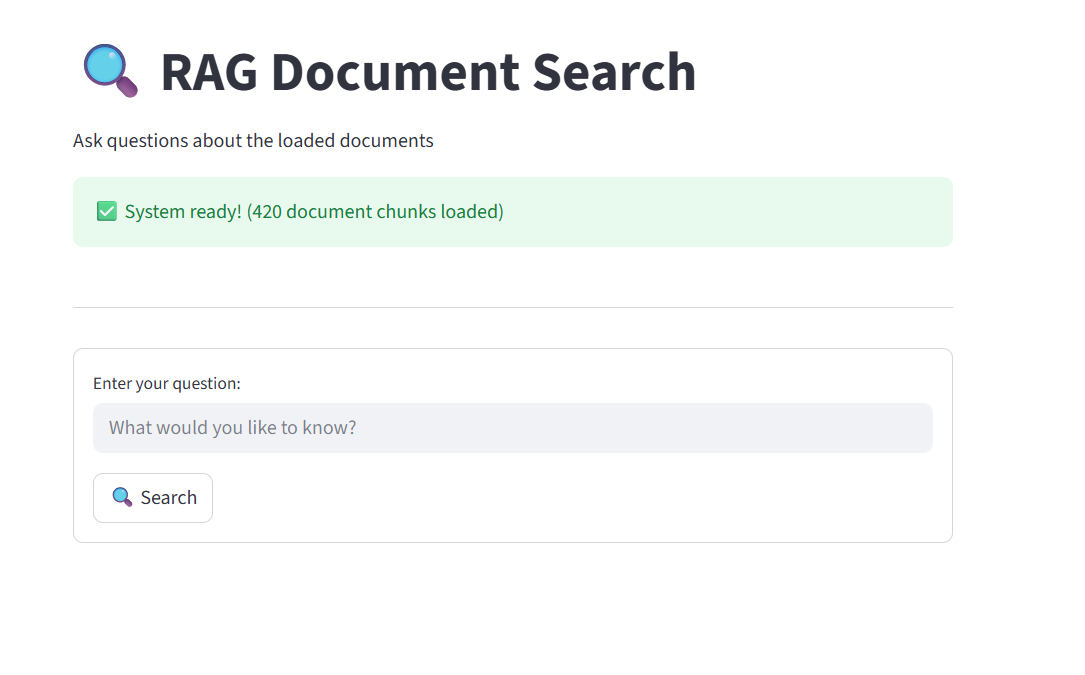 RAG Document Search
Ask questions about the loaded documents
System ready! (420 document chunks loaded)
Enter your question:
What would you like to know?
Search